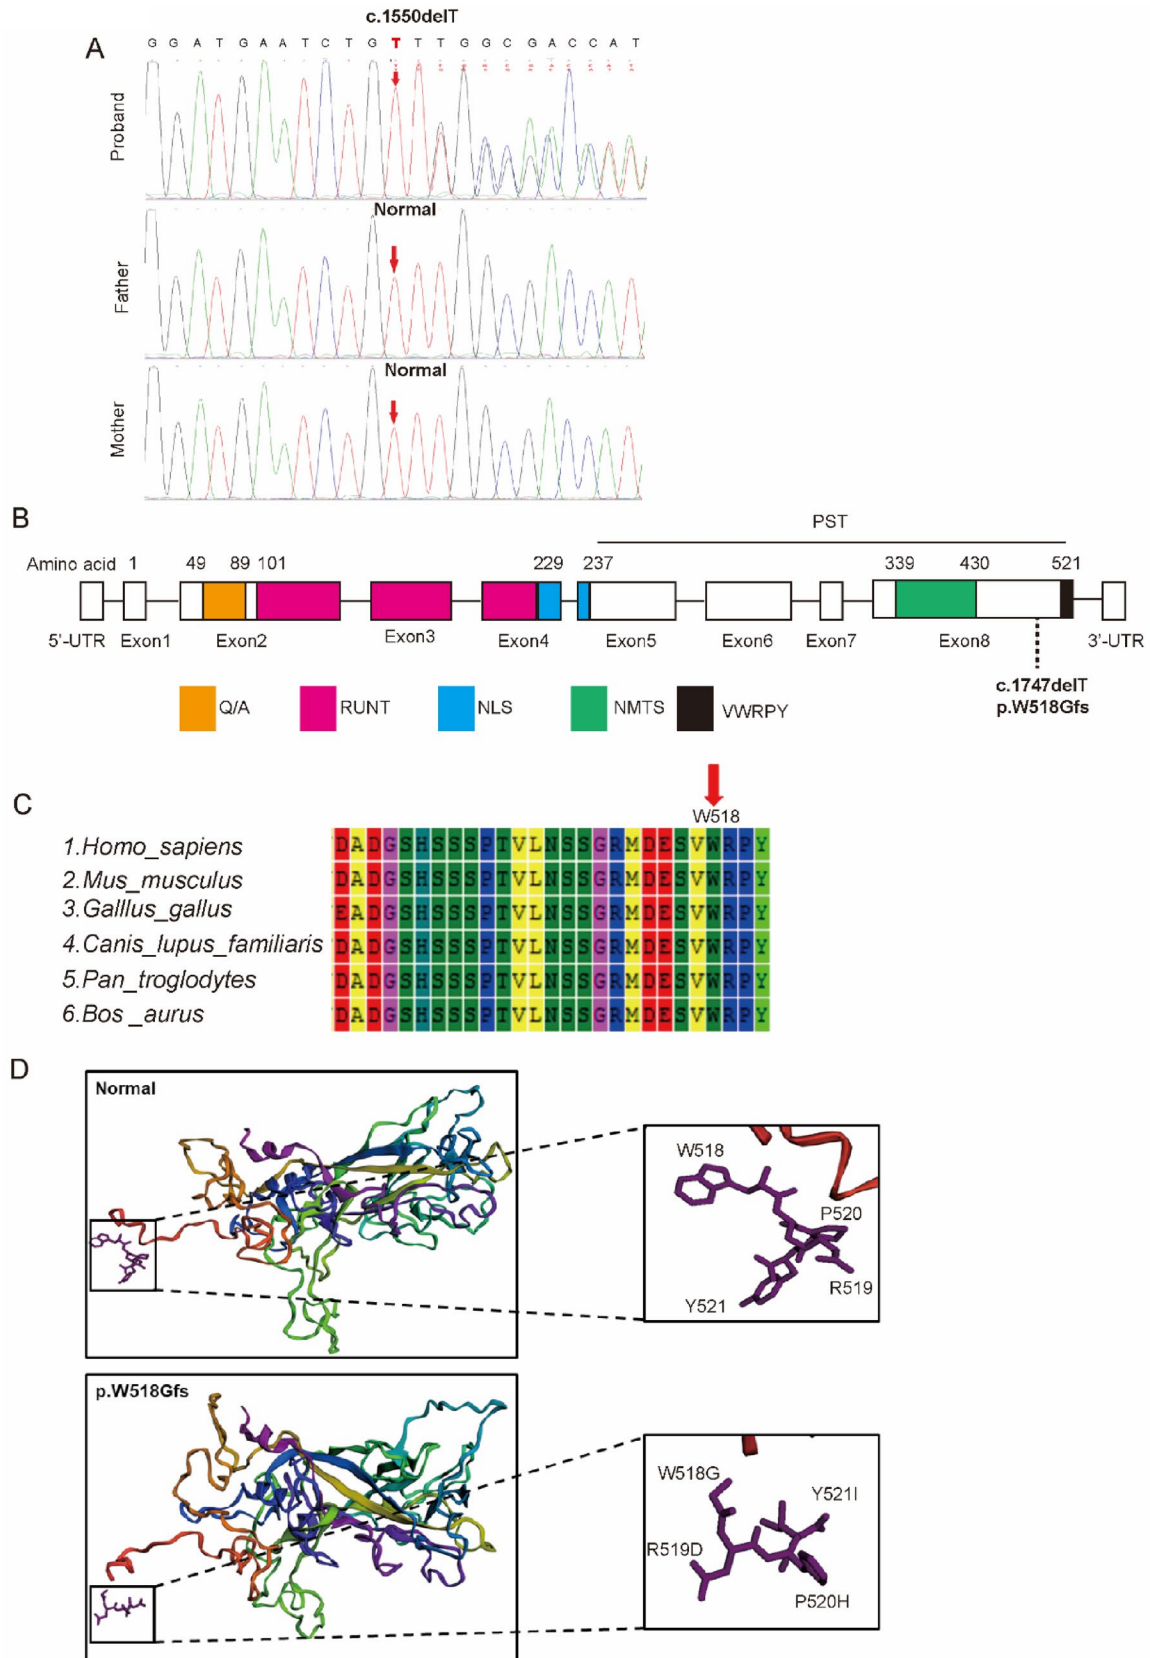 c.1550delT
A
G G A T G A A T C T G T T T G G C G A C C A T
Proband
Normal
Father
Normal
Mother
B
PST
Amino acid 1 49 89 101 229 237 339 430 521
5'-UTR Exon1 Exon2 Exon3 Exon4 Exon5 Exon6 Exon7 Exon8 3'-UTR
c.1747delT
p.W518Gfs
Q/A RUNT NLS NMTS VWRPY
C
W518
1.Homo_sapiens DADGSHSSSPTVLNSSGRMDESVWRPY
2.Mus_musculus DADGSHSSSPTVLNSSGRMDESVWRPY
3.Galllus_gallus EADGSHSSSPTVLNSSGRMDESVWRPY
4.Canis_lupus_familiaris DADGSHSSSPTVLNSSGRMDESVWRPY
5.Pan_troglodytes DADGSHSSSPTVLNSSGRMDESVWRPY
6.Bos _aurus DADGSHSSSPTVLNSSGRMDESVWRPY
D
Normal
W518
P520
R519
Y521
p.W518Gfs
W518G
Y521I
R519D
P520H